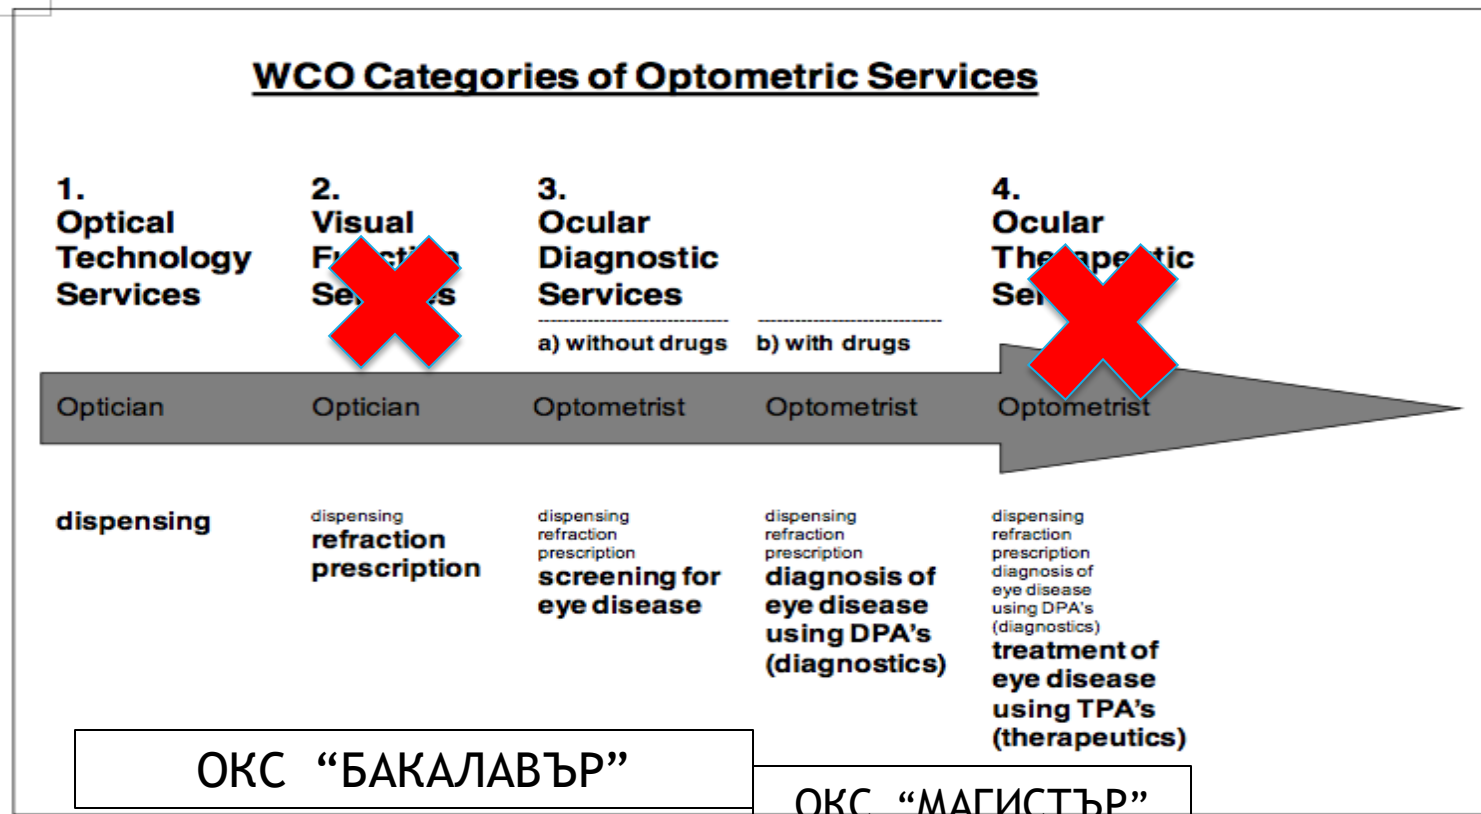 WCO Categories of Optometric Services
1.
Optical
Technology
Services
2.
Visual
Function
Services
3.
Ocular
Diagnostic
Services
a) without drugs
b) with drugs
4.
Ocular
Therapeutic
Optician
Optician
Optometrist
Optometrist
Optometrist
dispensing
dispensing
refraction
prescription
dispensing
refraction
prescription
screening for
eye disease
dispensing
refraction
prescription
diagnosis of
eye disease
using DPA's
(diagnostics)
dispensing
refraction
prescription
diagnosis of
eye disease
using DPA's
(diagnostics)
treatment of
eye disease
using TPA's
(therapeutics)
ОКС “БАКАЛАВЪР”
ОКС “МАГИСТЪР”